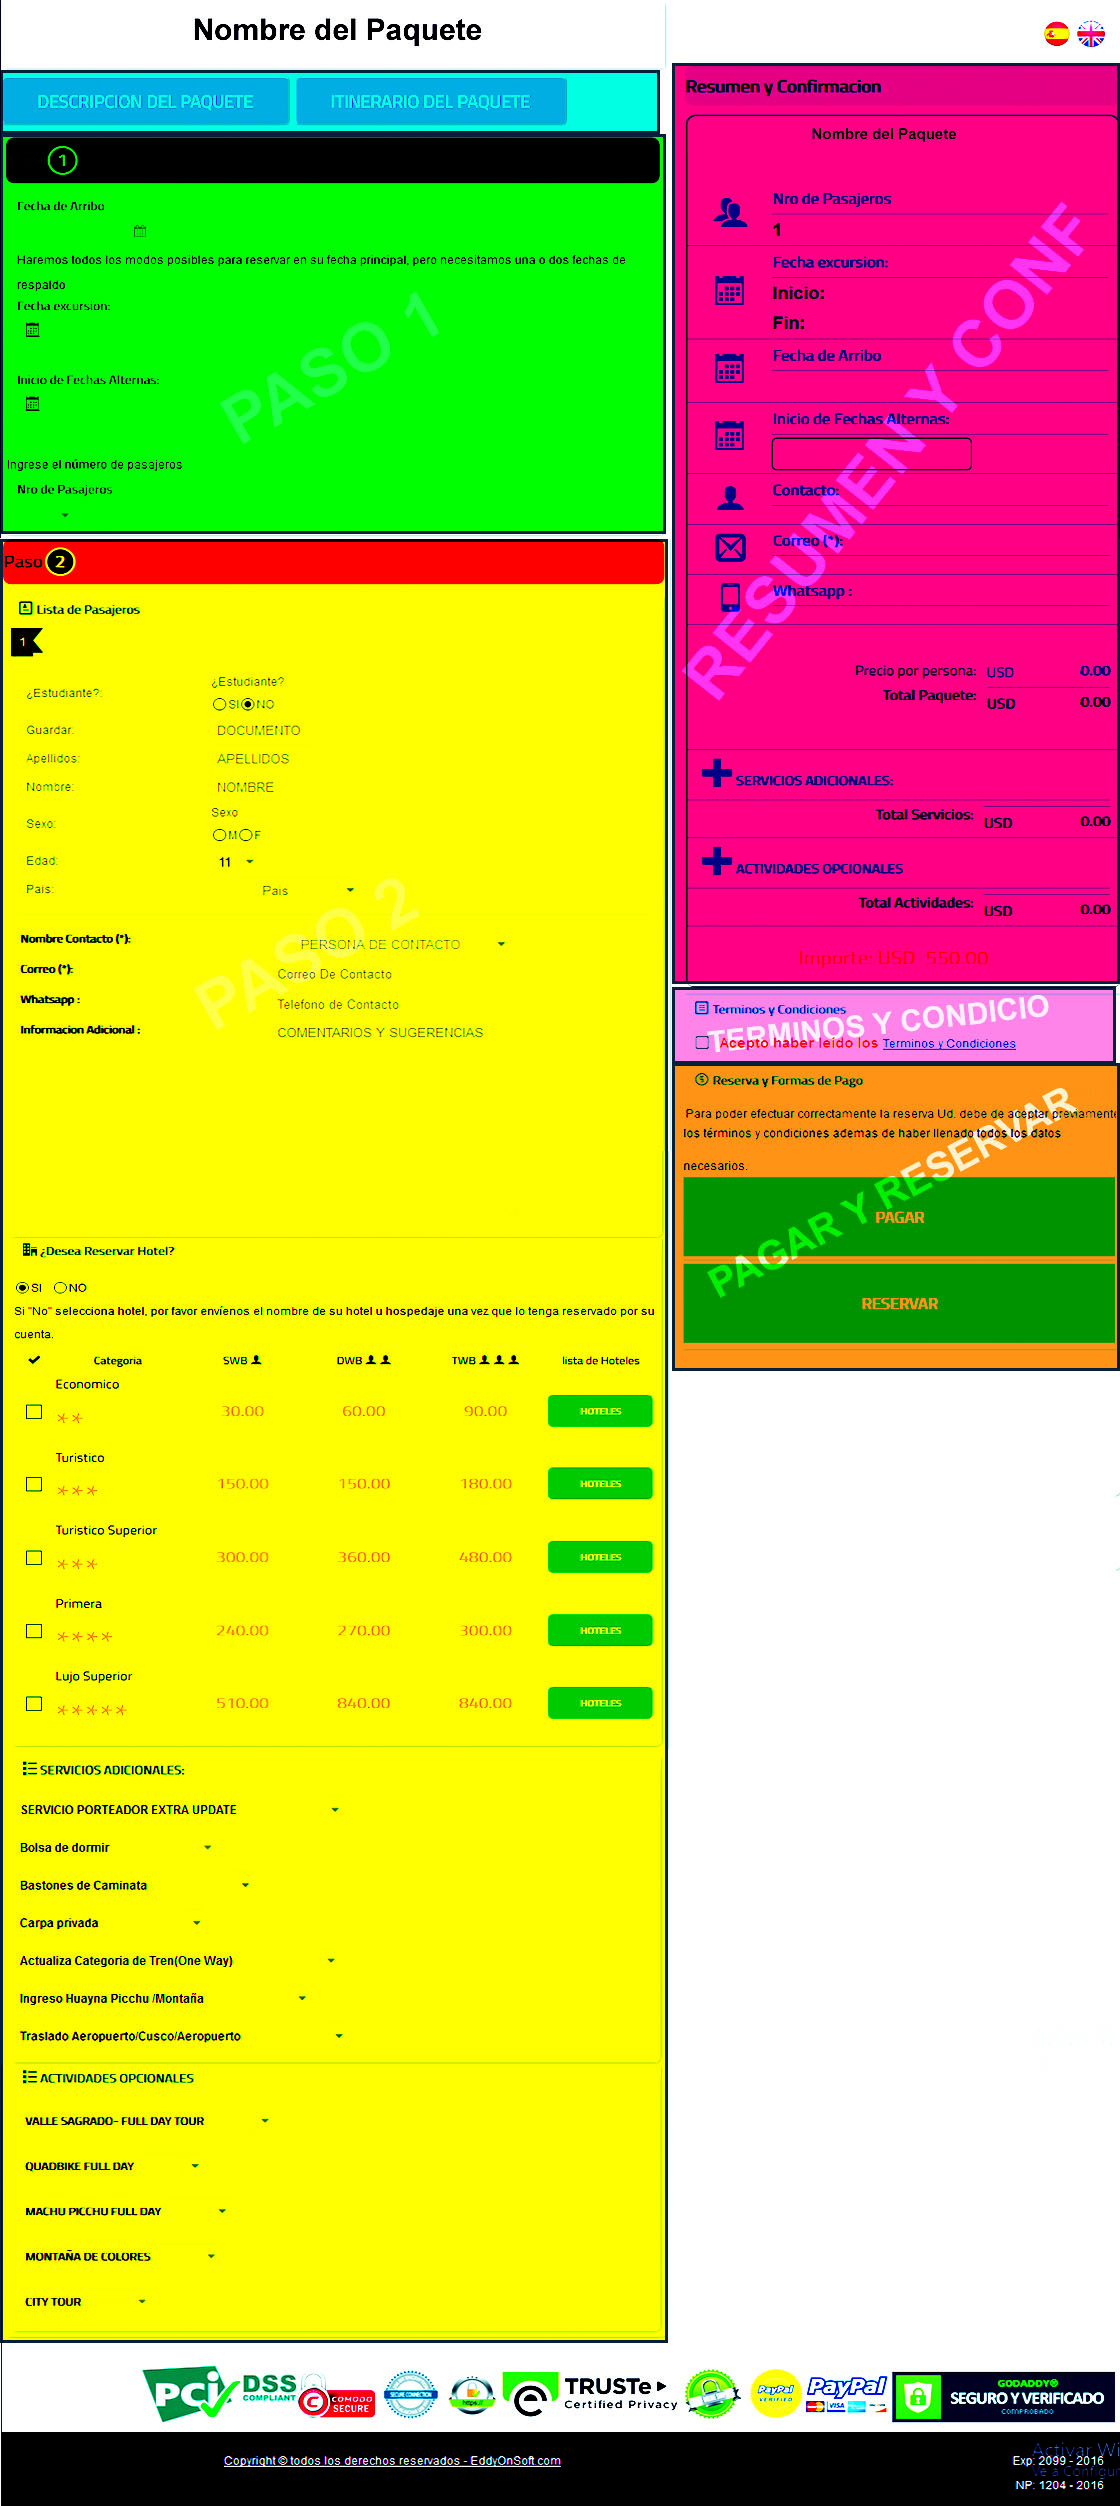 Nombre del Paquete
DESCRIPCION DEL PAQUETE
ITINERARIO DEL PAQUETE
1
Fecha de Arribo
Haremos todos los modos posibles para reservar en su fecha principal, pero necesitamos una o dos fechas de
respaldo
Fecha excursion:
PASO 1
Inicio de Fechas Alternas:
Ingrese el número de pasajeros
Nro de Pasajeros
Paso 2
Lista de Pasajeros
1
¿Estudiante?:
¿Estudiante?
SI NO
Guardar: DOCUMENTO
Apellidos: APELLIDOS
Nombre: NOMBRE
Sexo: Sexo
M F
Edad: 11
Pais: Pais
PASO 2
Nombre Contacto (*): PERSONA DE CONTACTO
Correo (*): Correo De Contacto
Whatsapp : Telefono de Contacto
Informacion Adicional : COMENTARIOS Y SUGERENCIAS
¿Desea Reservar Hotel?
SI NO
Si "No" selecciona hotel, por favor envíenos el nombre de su hotel u hospedaje una vez que lo tenga reservado por su
cuenta.
Categoria SWB DWB TWB lista de Hoteles
Economico
** 30.00 60.00 90.00 HOTELES
Turistico
*** 150.00 150.00 180.00 HOTELES
Turistico Superior
*** 300.00 360.00 480.00 HOTELES
Primera
**** 240.00 270.00 300.00 HOTELES
Lujo Superior
***** 510.00 840.00 840.00 HOTELES
SERVICIOS ADICIONALES:
SERVICIO PORTEADOR EXTRA UPDATE
Bolsa de dormir
Bastones de Caminata
Carpa privada
Actualiza Categoria de Tren(One Way)
Ingreso Huayna Picchu /Montaña
Traslado Aeropuerto/Cusco/Aeropuerto
ACTIVIDADES OPCIONALES
VALLE SAGRADO- FULL DAY TOUR
QUADBIKE FULL DAY
MACHU PICCHU FULL DAY
MONTAÑA DE COLORES
CITY TOUR
Resumen y Confirmacion
Nombre del Paquete
Nro de Pasajeros
1
Fecha excursion:
Inicio:
Fin:
Fecha de Arribo
Inicio de Fechas Alternas:
Contacto:
Correo (*):
Whatsapp :
RESUMEN Y CONF
Precio por persona: USD 0.00
Total Paquete: USD 0.00
SERVICIOS ADICIONALES:
Total Servicios: USD 0.00
ACTIVIDADES OPCIONALES
Total Actividades: USD 0.00
Importe: USD 550.00
Terminos y Condiciones
TERMINOS Y CONDICIO
Acepto haber leído los Terminos y Condiciones
Reserva y Formas de Pago
Para poder efectuar correctamente la reserva Ud. debe de aceptar previamente
los términos y condiciones ademas de haber llenado todos los datos
necesarios.
PAGAR Y RESERVAR
PAGAR
RESERVAR
PCI DSS
COMPLIANT
COMODO
SECURE
SECURE CONNECTION
https://
TRUSTe
Certified Privacy
PayPal
VERIFIED
PayPal
VISA
GODADDY®
SEGURO Y VERIFICADO
COMPROBADO
Copyright © todos los derechos reservados - EddyOnSoft.com
Activar Wi
Exp: 2099 - 2016
Ve a Configur
NP: 1204 - 2016